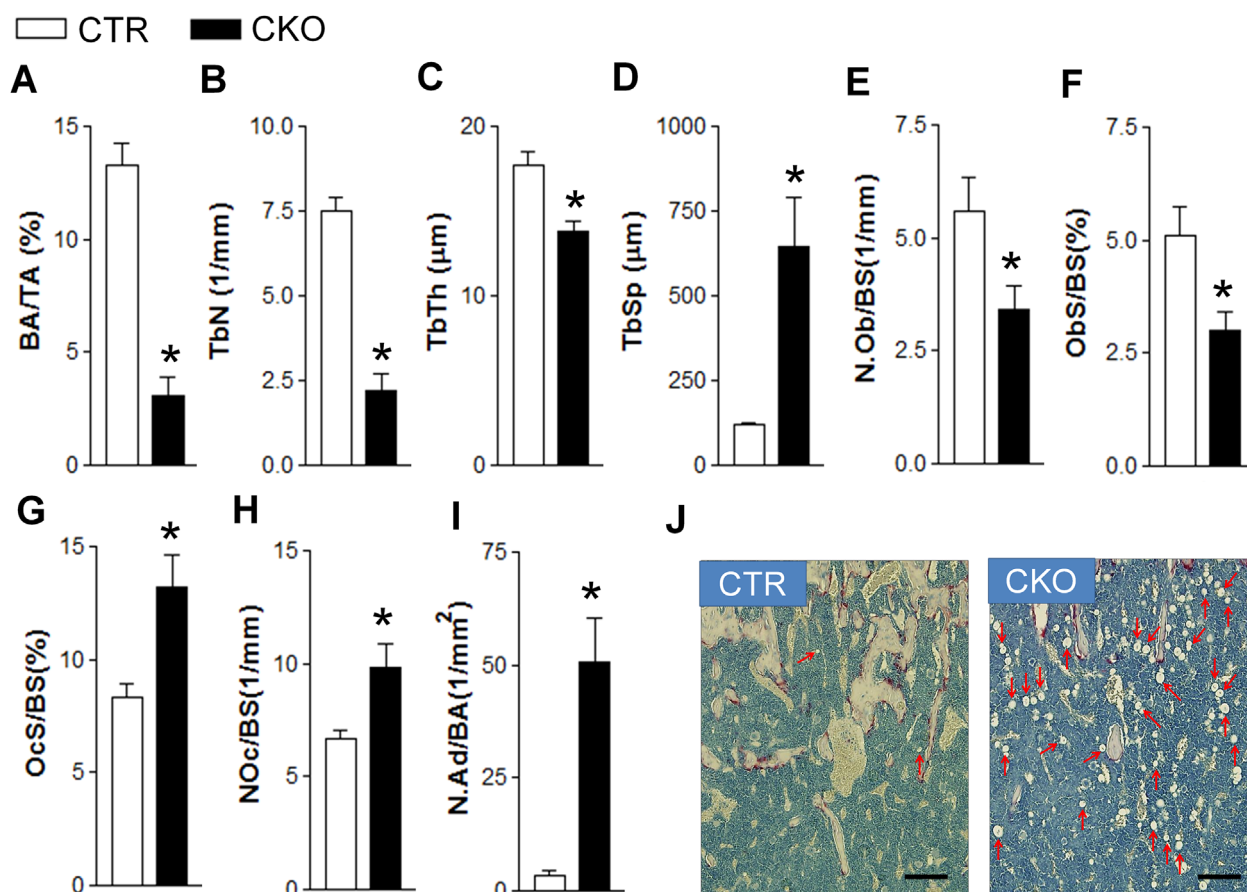 CTR CKO
A
BA/TA (%)
15
10
5
0
*
B
TbN (1/mm)
10.0
7.5
5.0
2.5
0.0
*
C
TbTh (μm)
20
10
0
*
D
TbSp (μm)
1000
750
500
250
0
*
E
N.Ob/BS(1/mm)
7.5
5.0
2.5
0.0
*
F
ObS/BS(%)
7.5
5.0
2.5
0.0
*
G
OcS/BS(%)
15
10
5
0
*
H
NOc/BS(1/mm)
15
10
5
0
*
I
N.Ad/BA(1/mm²)
75
50
25
0
*
J
CTR
CKO